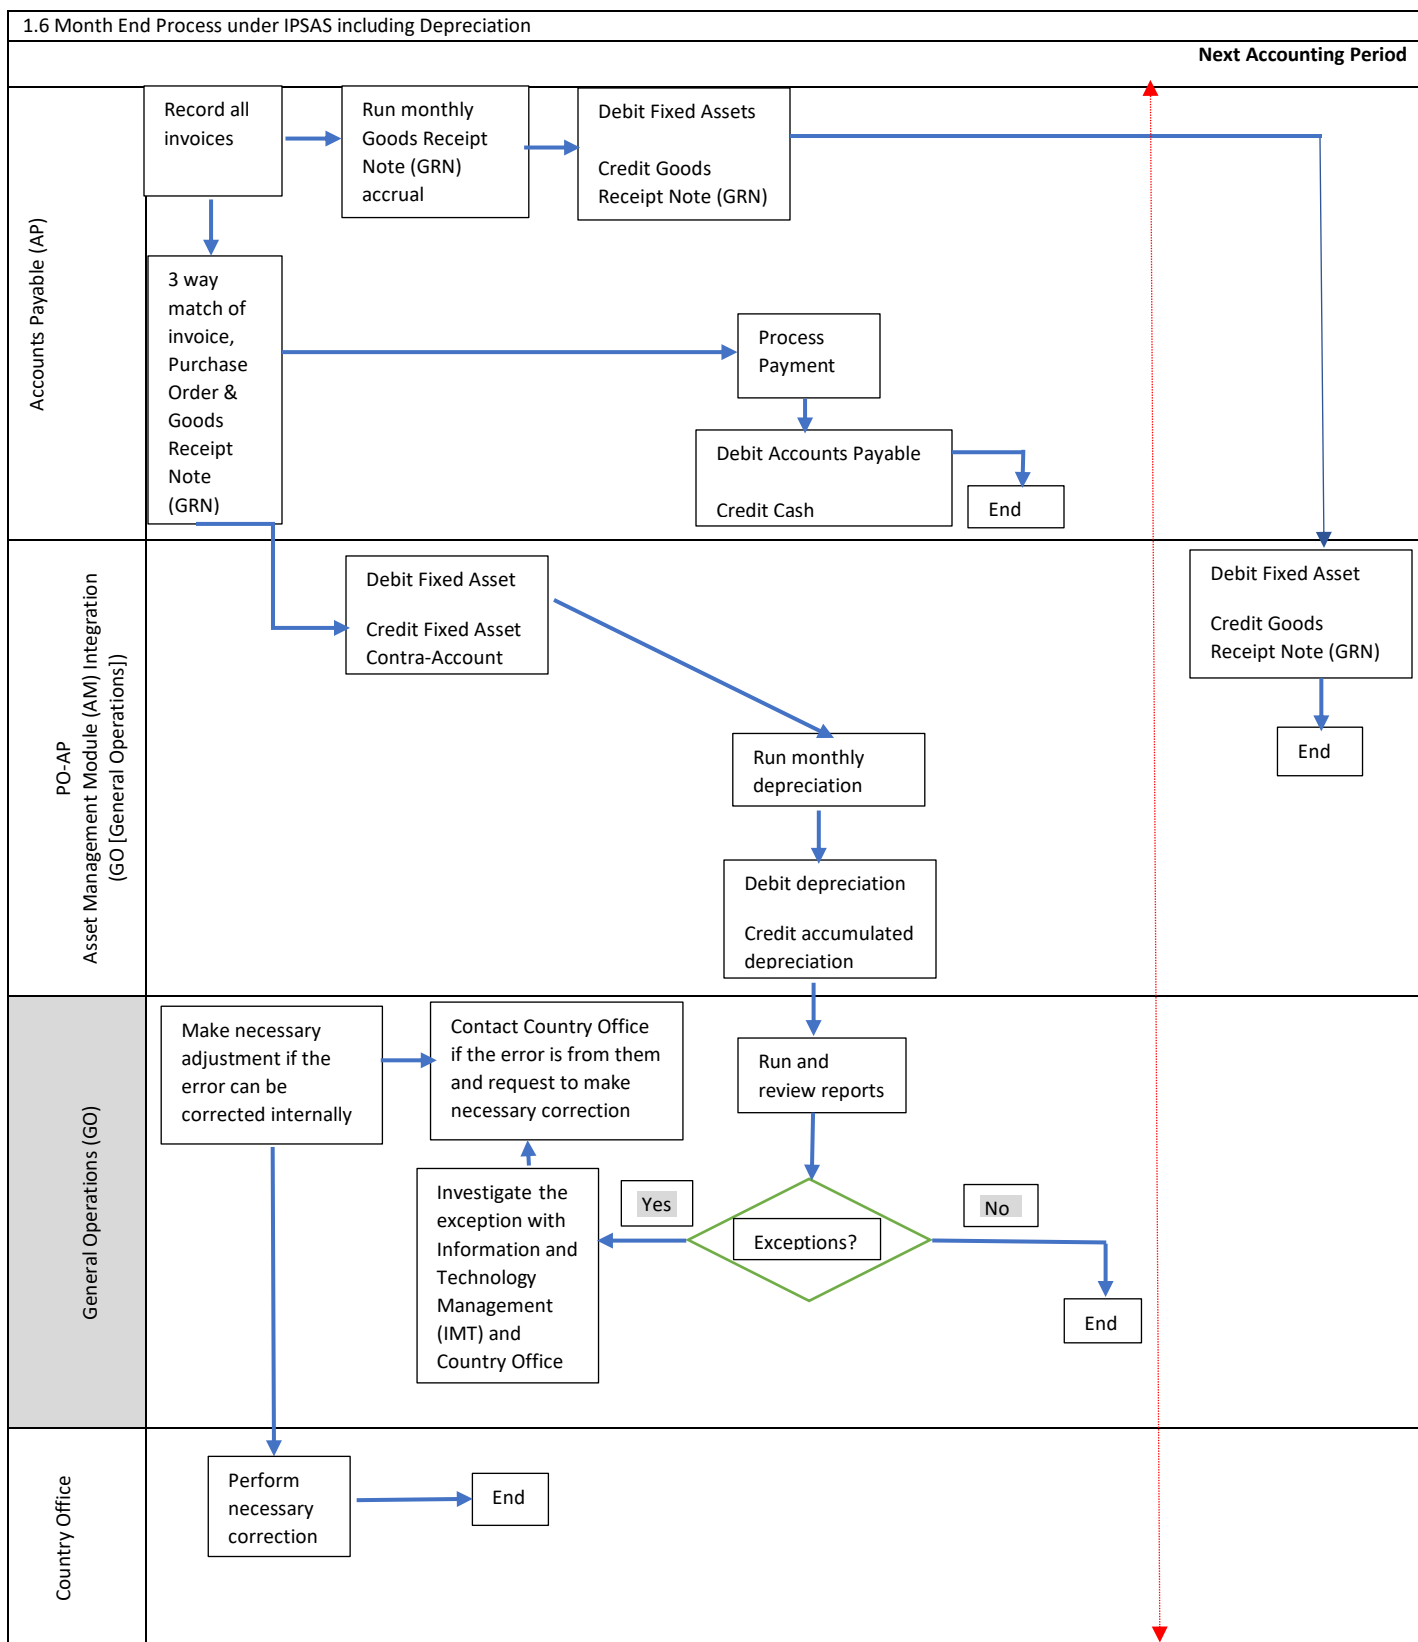 1.6 Month End Process under IPSAS including Depreciation
Next Accounting Period
Accounts Payable (AP)
Record all
invoices
Run monthly
Goods Receipt
Note (GRN)
accrual
Debit Fixed Assets
Credit Goods
Receipt Note (GRN)
3 way
match of
invoice,
Purchase
Order &
Goods
Receipt
Note
(GRN)
Process
Payment
Debit Accounts Payable
Credit Cash
End
PO-AP
Asset Management Module (AM) Integration
(GO [General Operations])
Debit Fixed Asset
Credit Fixed Asset
Contra-Account
Debit Fixed Asset
Credit Goods
Receipt Note (GRN)
End
Run monthly
depreciation
Debit depreciation
Credit accumulated
depreciation
General Operations (GO)
Make necessary
adjustment if the
error can be
corrected internally
Contact Country Office
if the error is from them
and request to make
necessary correction
Run and
review reports
Investigate the
exception with
Information and
Technology
Management
(IMT) and
Country Office
Yes
Exceptions?
No
End
Country Office
Perform
necessary
correction
End